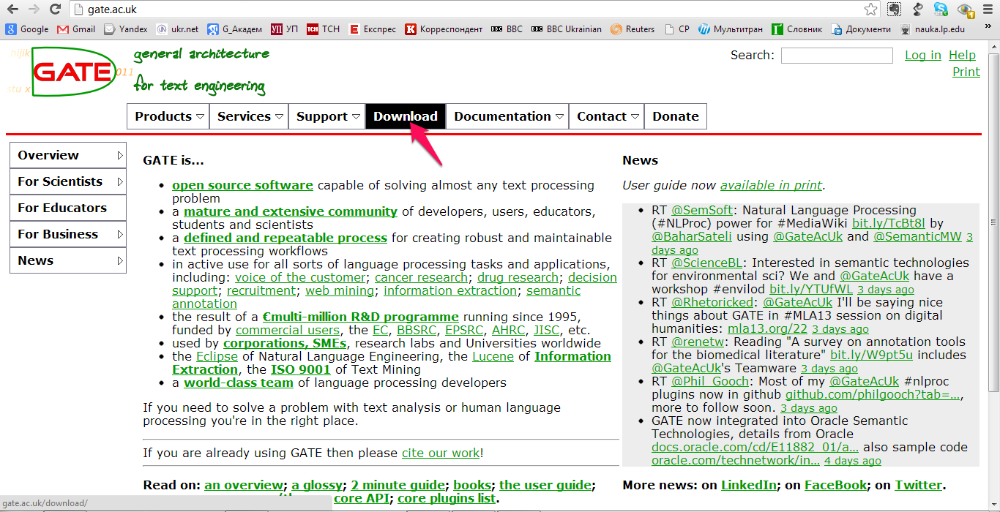 gate.ac.uk
Google Gmail Yandex ukr.net G_Академ УП ТСН Експрес Корреспондент BBC BBC Ukrainian Reuters CP Мультитран Словник Документи nauka.lp.edu »
hijik
GATE
011
stu x
general architecture
for text engineering
Search: Log in Help
Print
Products Services Support Download Documentation Contact Donate
Overview
For Scientists
For Educators
For Business
News
GATE is...
• open source software capable of solving almost any text processing
problem
• a mature and extensive community of developers, users, educators,
students and scientists
• a defined and repeatable process for creating robust and maintainable
text processing workflows
• in active use for all sorts of language processing tasks and applications,
including: voice of the customer; cancer research; drug research; decision
support; recruitment; web mining; information extraction; semantic
annotation
• the result of a €multi-million R&D programme running since 1995,
funded by commercial users, the EC, BBSRC, EPSRC, AHRC, JISC, etc.
• used by corporations, SMEs, research labs and Universities worldwide
• the Eclipse of Natural Language Engineering, the Lucene of Information
Extraction, the ISO 9001 of Text Mining
• a world-class team of language processing developers
If you need to solve a problem with text analysis or human language
processing you're in the right place.
If you are already using GATE then please cite our work!
Read on: an overview; a glossy; 2 minute guide; books; the user guide;
core API; core plugins list.
News
User guide now available in print.
• RT @SemSoft: Natural Language Processing
(#NLProc) power for #MediaWiki bit.ly/TcBt8l by
@BaharSateli using @GateAcUk and @SemanticMW 3
days ago
• RT @ScienceBL: Interested in semantic technologies
for environmental sci? We and @GateAcUk have a
workshop #envilod bit.ly/YTUfWL 3 days ago
• RT @Rhetoricked: @GateAcUk I'll be saying nice
things about GATE in #MLA13 session on digital
humanities: mla13.org/22 3 days ago
• RT @renetw: Reading "A survey on annotation tools
for the biomedical literature" bit.ly/W9pt5u includes
@GateAcUk's Teamware 3 days ago
• RT @Phil_Gooch: Most of my @GateAcUk #nlproc
plugins now in github github.com/philgooch?tab=...,
more to follow soon. 3 days ago
• GATE now integrated into Oracle Semantic
Technologies, details from Oracle
docs.oracle.com/cd/E11882_01/a... also sample code
oracle.com/technetwork/in... 4 days ago
More news: on LinkedIn; on FaceBook; on Twitter.
gate.ac.uk/download/